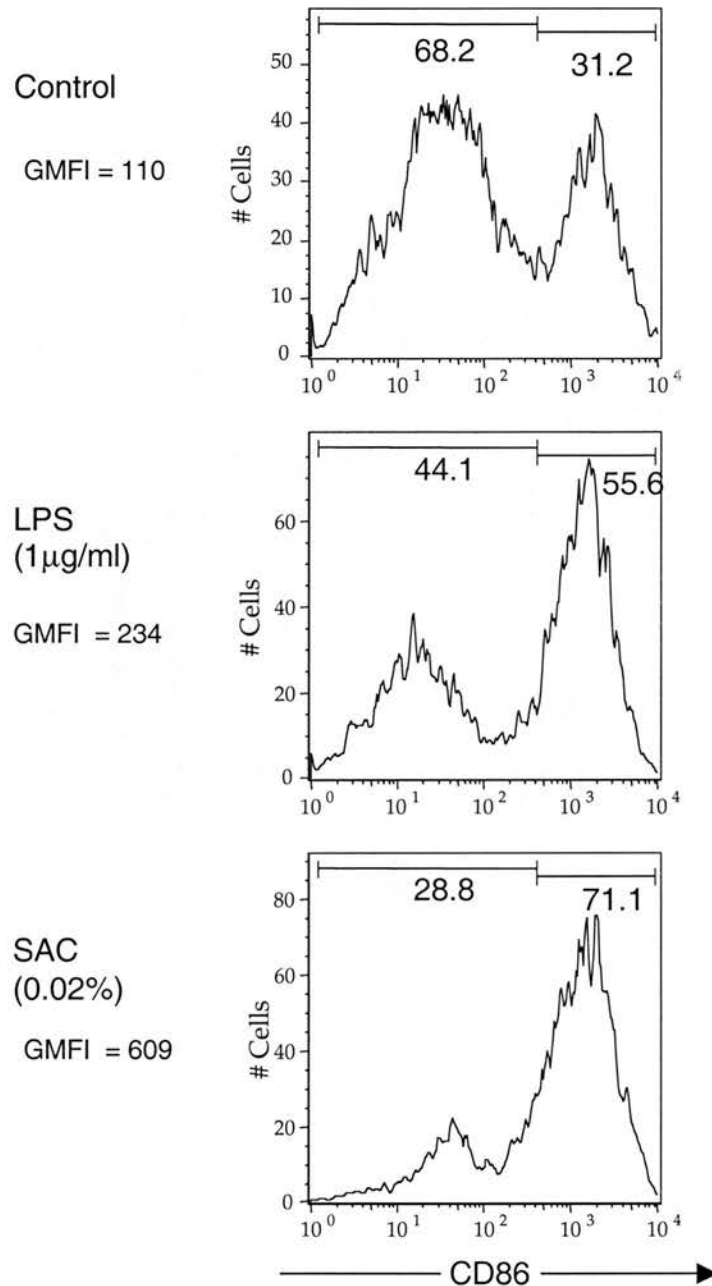 68.2 31.2
Control
GMFI = 110
# Cells
50
40
30
20
10
0
10^0 10^1 10^2 10^3 10^4
44.1 55.6
LPS
(1µg/ml)
GMFI = 234
# Cells
60
40
20
0
10^0 10^1 10^2 10^3 10^4
28.8 71.1
SAC
(0.02%)
GMFI = 609
# Cells
80
60
40
20
0
10^0 10^1 10^2 10^3 10^4
CD86